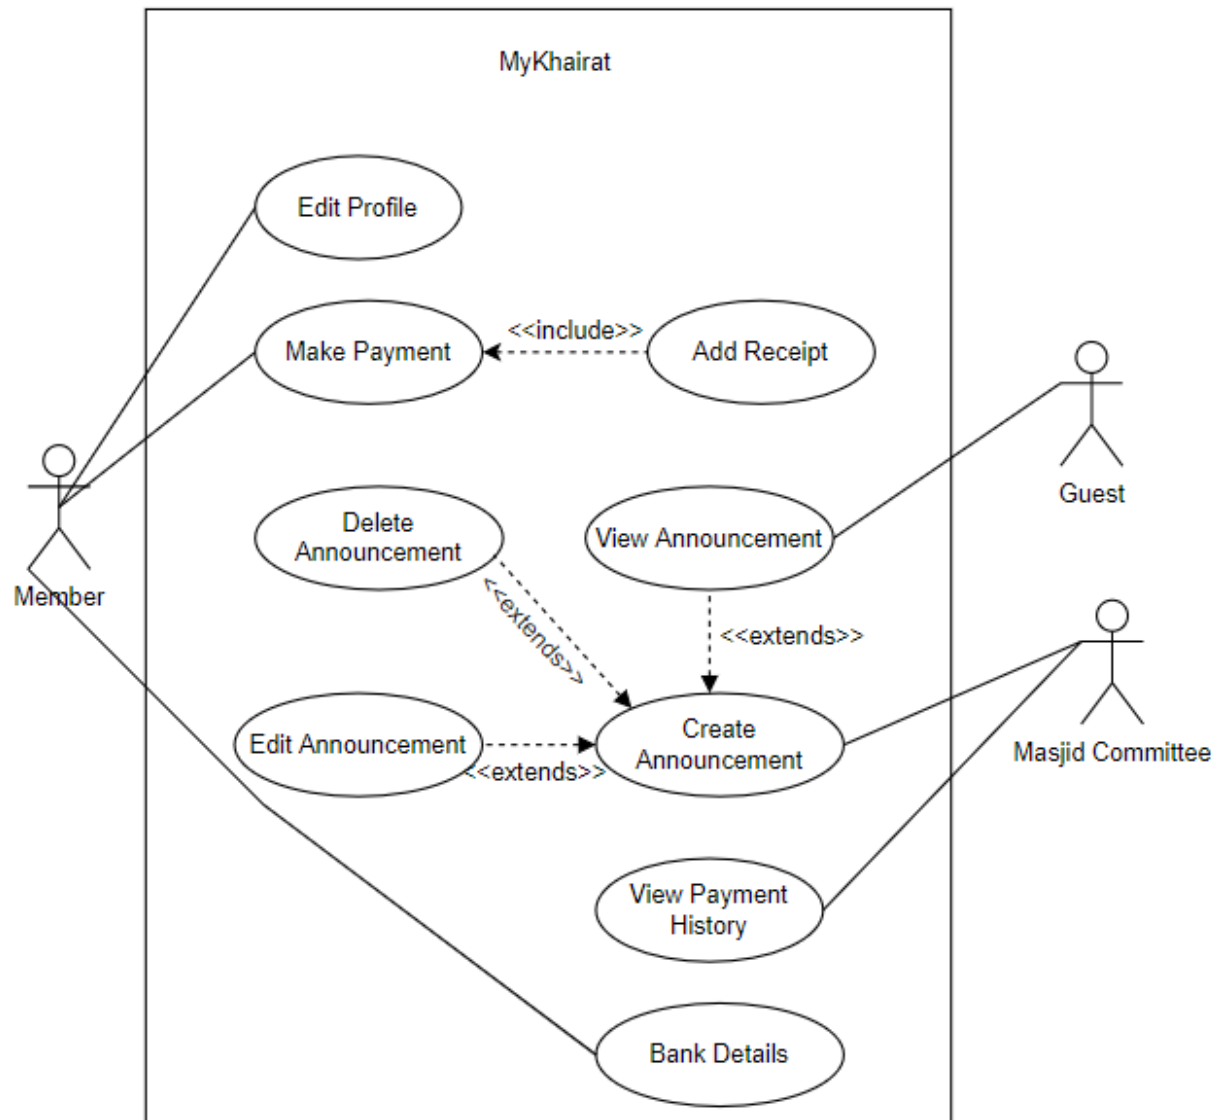 MyKhairat
Edit Profile
Make Payment
<<include>>
Add Receipt
Guest
Delete
Announcement
View Announcement
Member
<<extends>>
<<extends>>
Create
Announcement
Edit Announcement
<<extends>>
Masjid Committee
View Payment
History
Bank Details